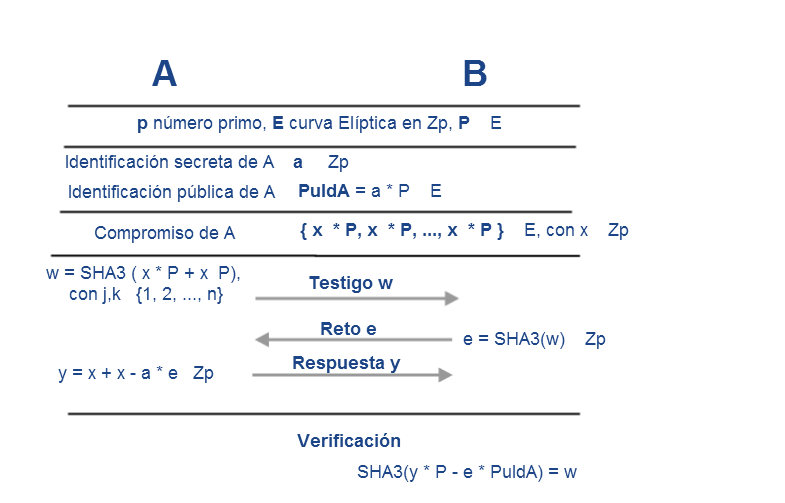 A B
p número primo, E curva Elíptica en Zp, P E
Identificación secreta de A a Zp
Identificación pública de A PuIdA = a * P E
Compromiso de A { x * P, x * P, ..., x * P } E, con x Zp
w = SHA3 ( x * P + x P),
con j,k {1, 2, ..., n}
Testigo w
Reto e
e = SHA3(w) Zp
Respuesta y
y = x + x - a * e Zp
Verificación
SHA3(y * P - e * PuIdA) = w